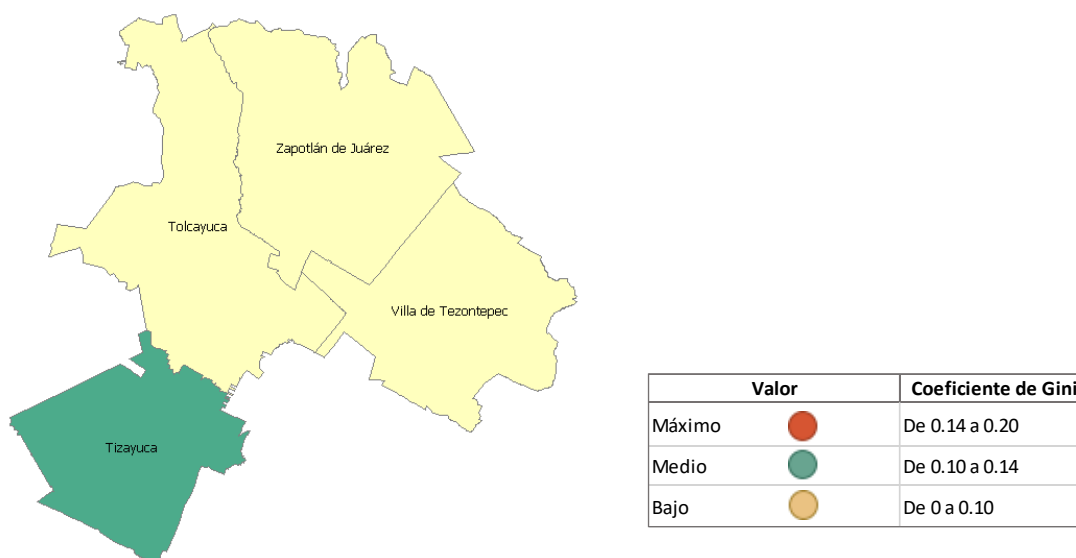 Zapotlán de Juárez
Tolcayuca
Villa de Tezontepec
Tizayuca
Valor Coeficiente de Gini
Máximo De 0.14 a 0.20
Medio De 0.10 a 0.14
Bajo De 0 a 0.10